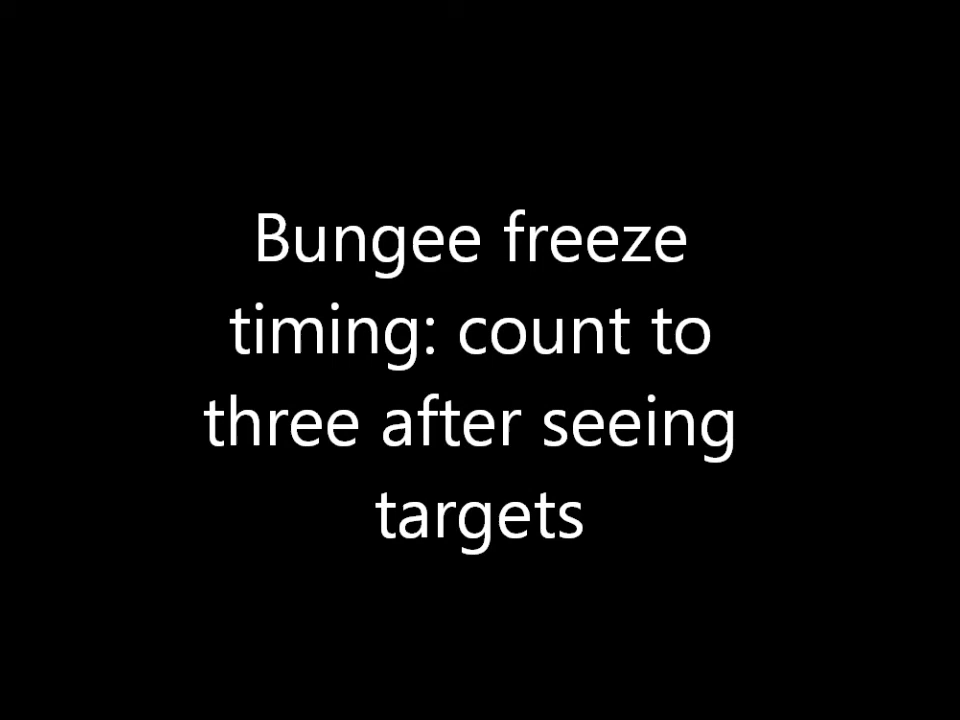 Bungee freeze
timing: count to
three after seeing
targets